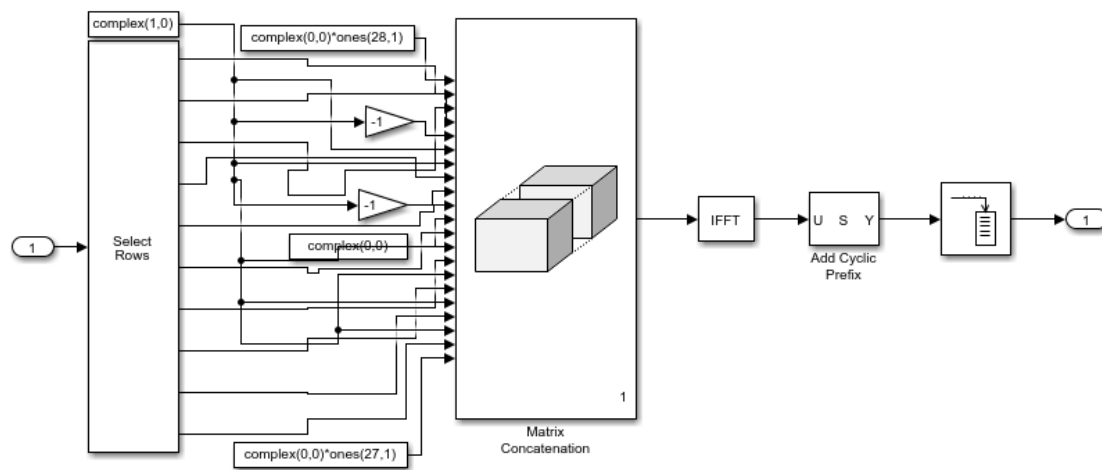 complex(1,0)
complex(0,0)*ones(28,1)
-1
-1
1
Select
Rows
complex(0,0)
IFFT
U S Y
Add Cyclic
Prefix
1
1
Matrix
Concatenation
complex(0,0)*ones(27,1)